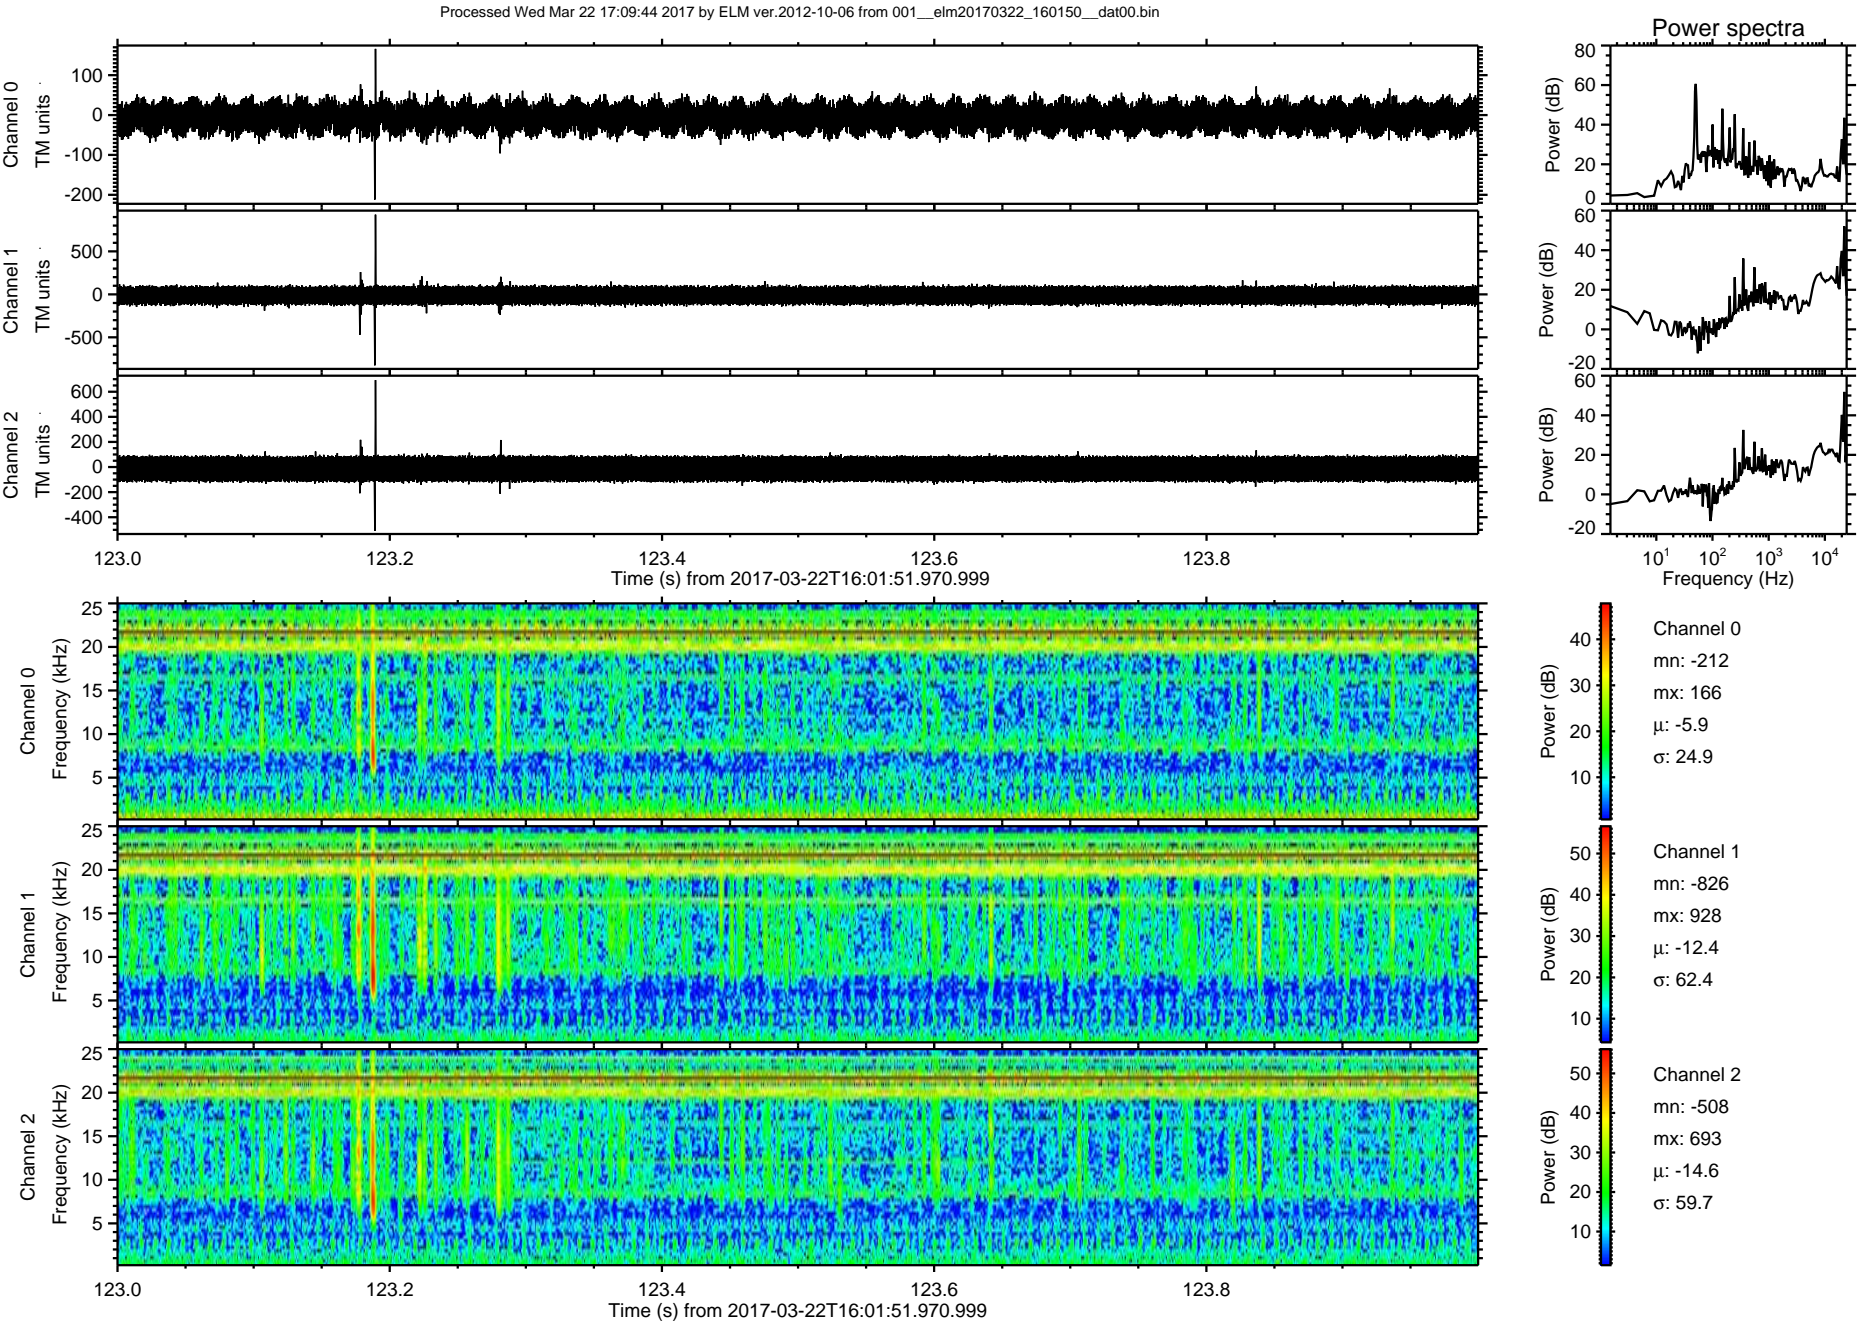 Processed Wed Mar 22 17:09:44 2017 by ELM ver.2012-10-06 from 001__elm20170322_160150__dat00.bin
Power spectra
Channel 0
TM units
100
0
-100
-200
Power (dB)
80
60
40
20
0
Channel 1
TM units
500
0
-500
Power (dB)
60
40
20
0
-20
Channel 2
TM units
600
400
200
0
-200
-400
Power (dB)
60
40
20
0
-20
123.0 123.2 123.4 123.6 123.8
Time (s) from 2017-03-22T16:01:51.970.999
10^1 10^2 10^3 10^4
Frequency (Hz)
Channel 0
Frequency (kHz)
25
20
15
10
5
Power (dB)
40
30
20
10
Channel 0
mn: -212
mx: 166
μ: -5.9
σ: 24.9
Channel 1
Frequency (kHz)
25
20
15
10
5
Power (dB)
50
40
30
20
10
Channel 1
mn: -826
mx: 928
μ: -12.4
σ: 62.4
Channel 2
Frequency (kHz)
25
20
15
10
5
Power (dB)
50
40
30
20
10
Channel 2
mn: -508
mx: 693
μ: -14.6
σ: 59.7
123.0 123.2 123.4 123.6 123.8
Time (s) from 2017-03-22T16:01:51.970.999